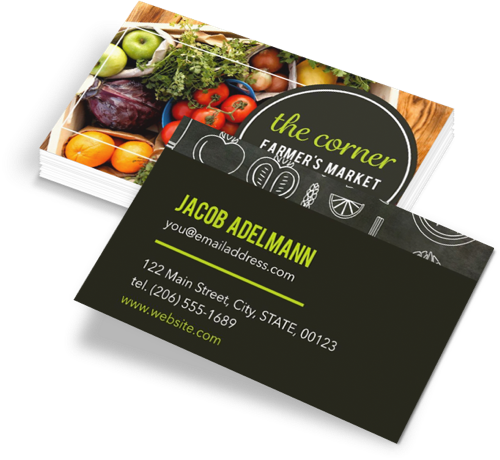 the corner
FARMER'S MARKET
JACOB ADELMANN
you@emailaddress.com
122 Main Street, City, STATE, 00123
tel. (206) 555-1689
www.website.com